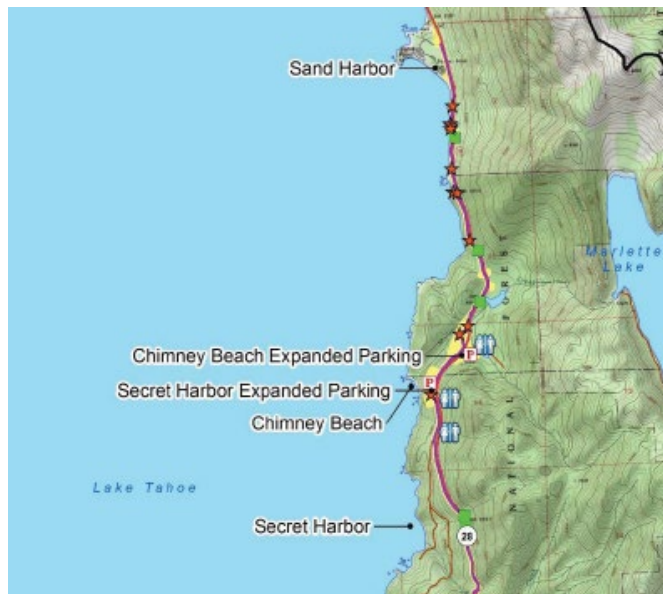 Sand Harbor
Marlette
Lake
FOREST
Chimney Beach Expanded Parking
P
P
Secret Harbor Expanded Parking
Chimney Beach
NATIONAL
Lake Tahoe
Secret Harbor
28